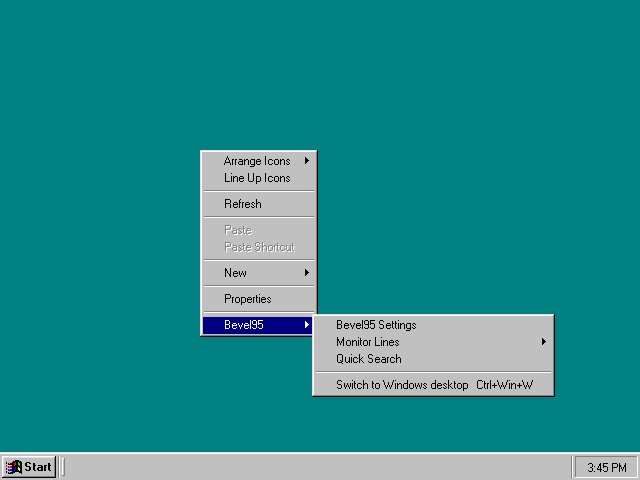 Arrange Icons
Line Up Icons
Refresh
Paste
Paste Shortcut
New
Properties
Bevel95
Bevel95 Settings
Monitor Lines
Quick Search
Switch to Windows desktop Ctrl+Win+W
Start
3:45 PM